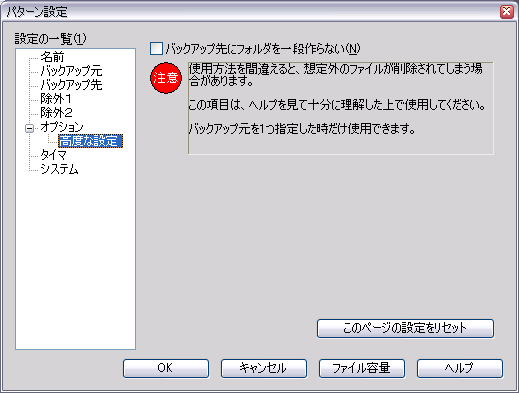 パターン設定
設定の一覧(1)
名前
バックアップ元
バックアップ先
除外1
除外2
オプション
高度な設定
タイマ
システム
バックアップ先にフォルダを一段作らない(N)
注意
使用方法を間違えると、想定外のファイルが削除されてしまう場
合があります。
この項目は、ヘルプを見て十分に理解した上で使用してください。
バックアップ元を1つ指定した時だけ使用できます。
このページの設定をリセット
OK
キャンセル
ファイル容量
ヘルプ